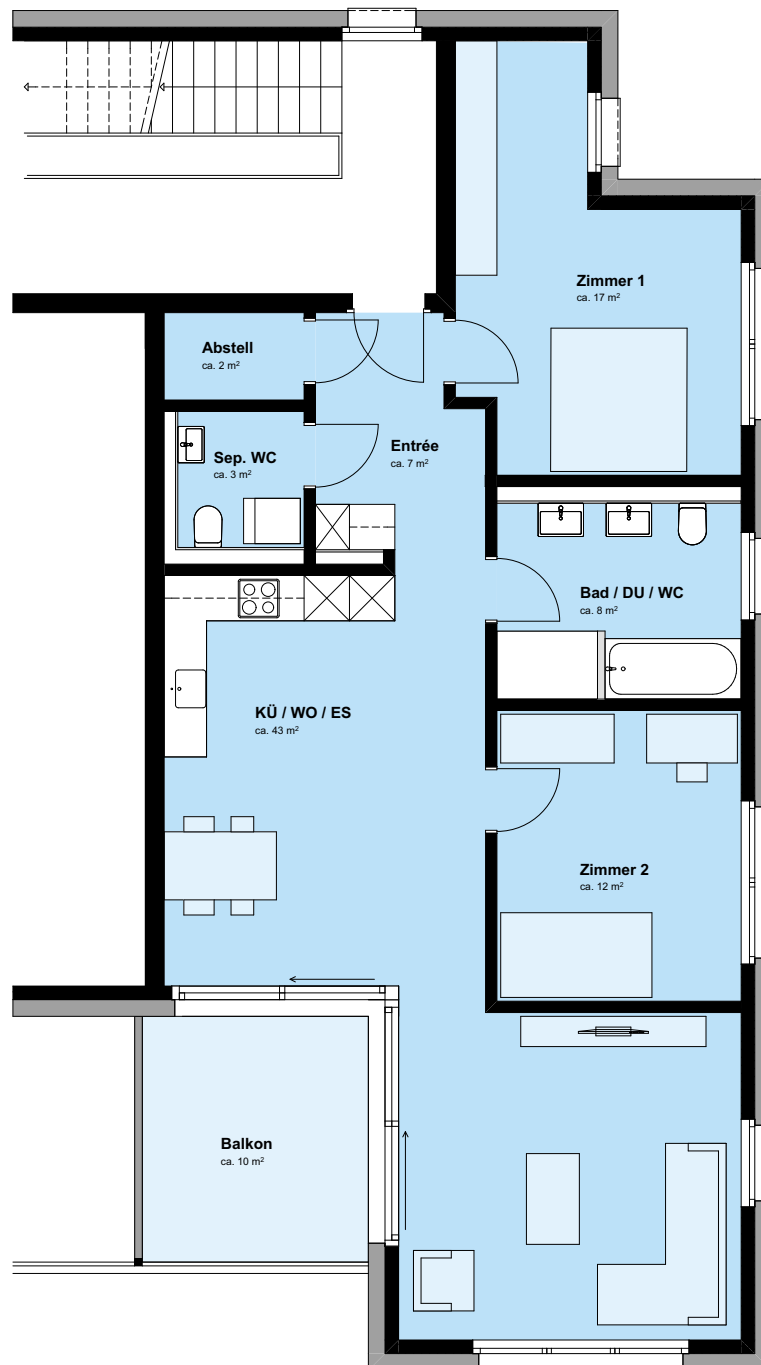 Zimmer 1
ca. 17 m²
Abstell
ca. 2 m²
Entrée
ca. 7 m²
Sep. WC
ca. 3 m²
Bad / DU / WC
ca. 8 m²
KÜ / WO / ES
ca. 43 m²
Zimmer 2
ca. 12 m²
Balkon
ca. 10 m²